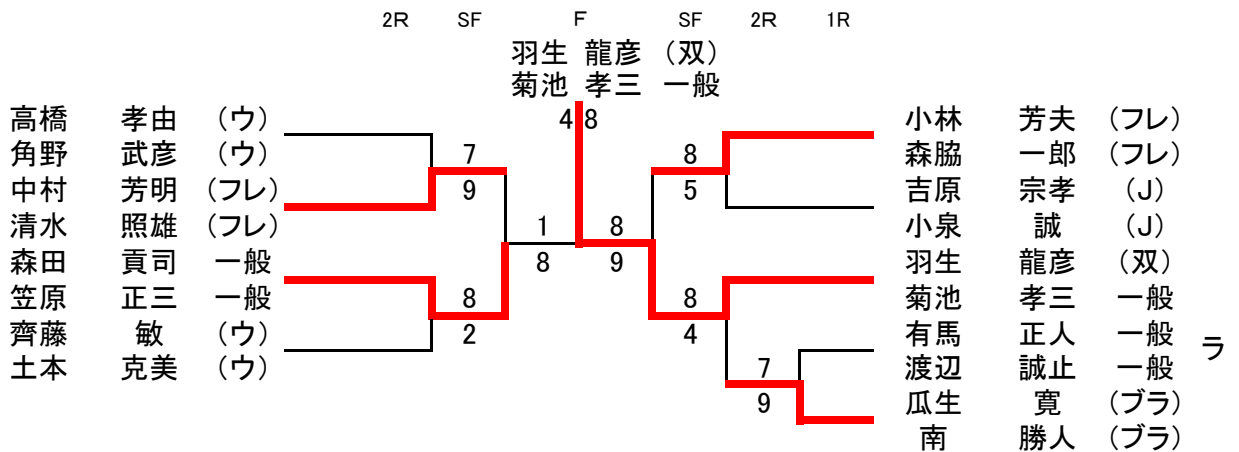 2R SF F SF 2R 1R
羽生 龍彦 (双)
菊池 孝三 一般
4 8
高橋 孝由 (ウ)
角野 武彦 (ウ)
中村 芳明 (フレ)
清水 照雄 (フレ)
森田 貢司 一般
笠原 正三 一般
齊藤 敏 (ウ)
土本 克美 (ウ)
7
9
8
2
1
8
8
9
8
5
8
4
7
9
小林 芳夫 (フレ)
森脇 一郎 (フレ)
吉原 宗孝 (J)
小泉 誠 (J)
羽生 龍彦 (双)
菊池 孝三 一般
有馬 正人 一般
渡辺 誠止 一般
瓜生 寛 (ブラ)
南 勝人 (ブラ)
ラ